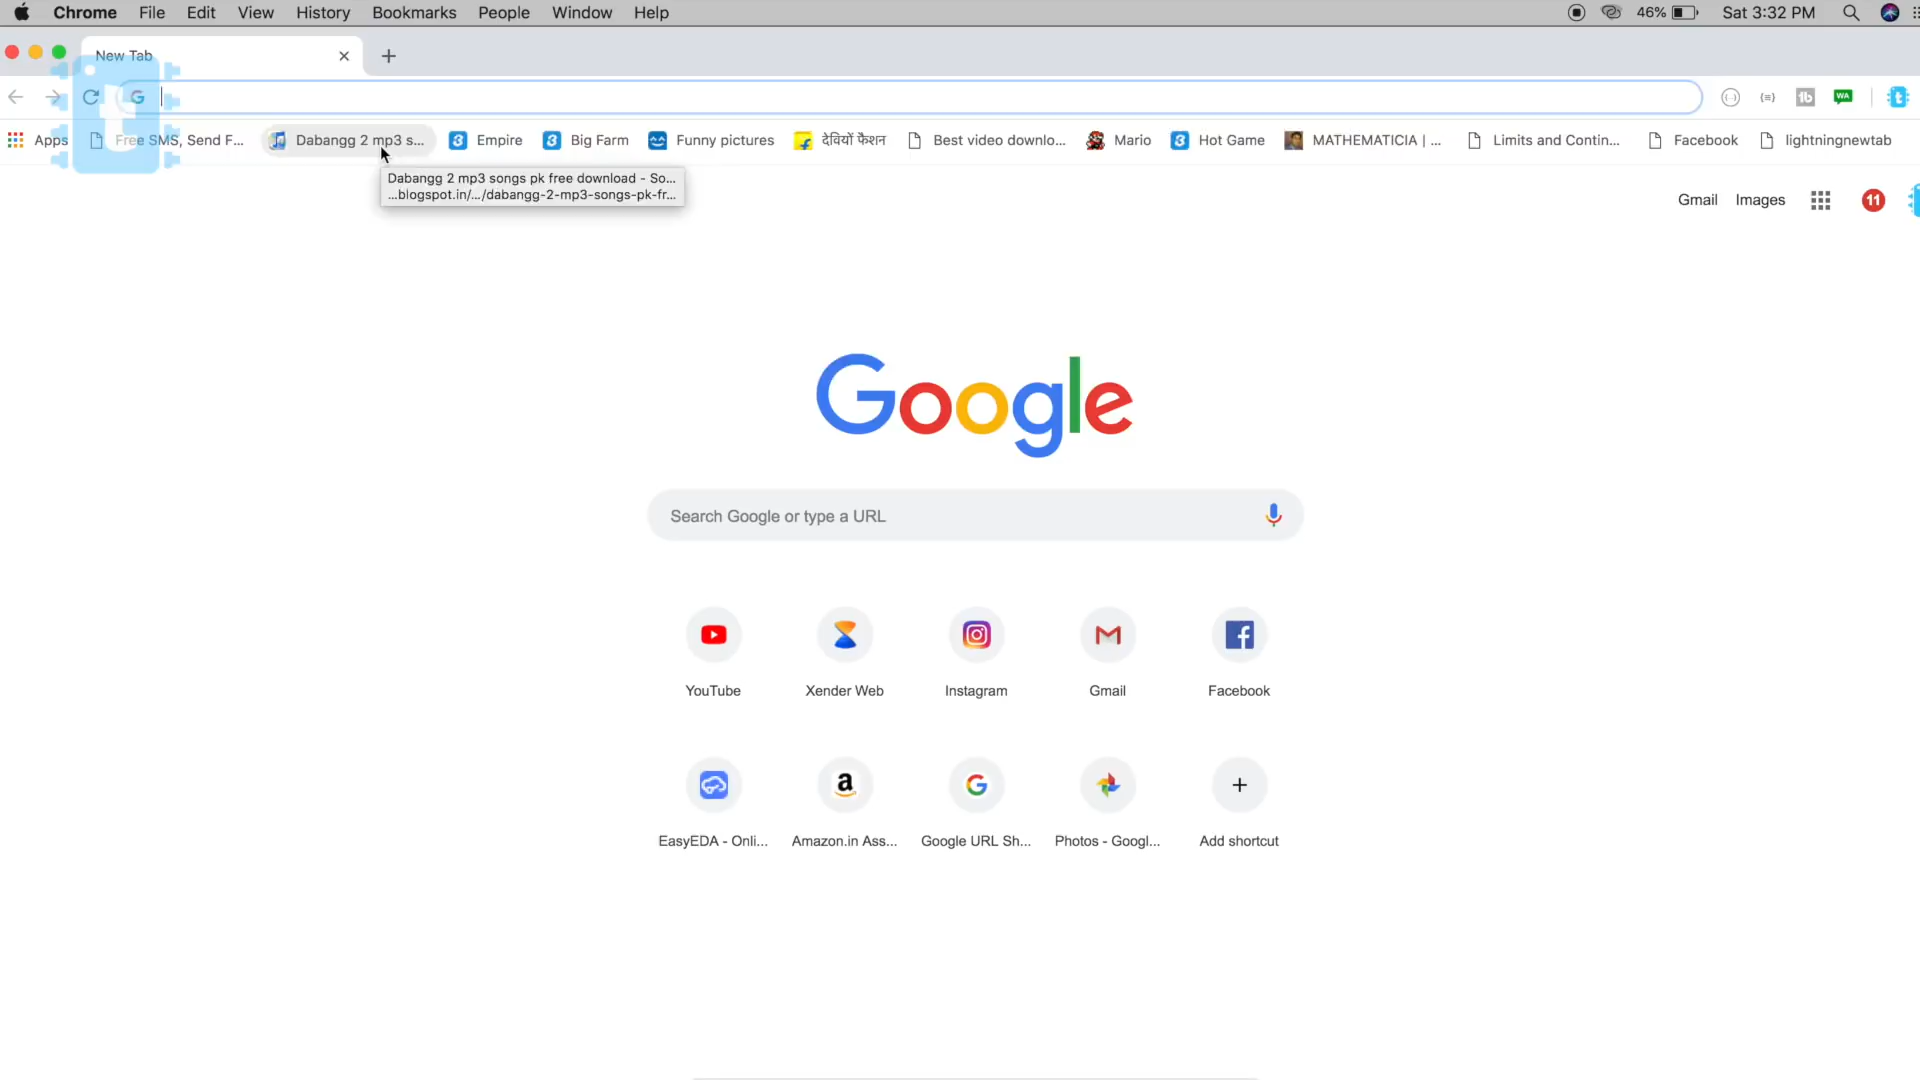 Chrome File Edit View History Bookmarks People Window Help 46% Sat 3:32 PM
New Tab
Apps Free SMS, Send F... Dabangg 2 mp3 s... Empire Big Farm Funny pictures देवियों फैशन Best video downlo... Mario Hot Game MATHEMATICIA | ... Limits and Contin... Facebook lightningnewtab
Dabangg 2 mp3 songs pk free download - So...
...blogspot.in/.../dabangg-2-mp3-songs-pk-fr...
Gmail Images 11
Google
Search Google or type a URL
YouTube Xender Web Instagram Gmail Facebook
EasyEDA - Onli... Amazon.in Ass... Google URL Sh... Photos - Googl... Add shortcut